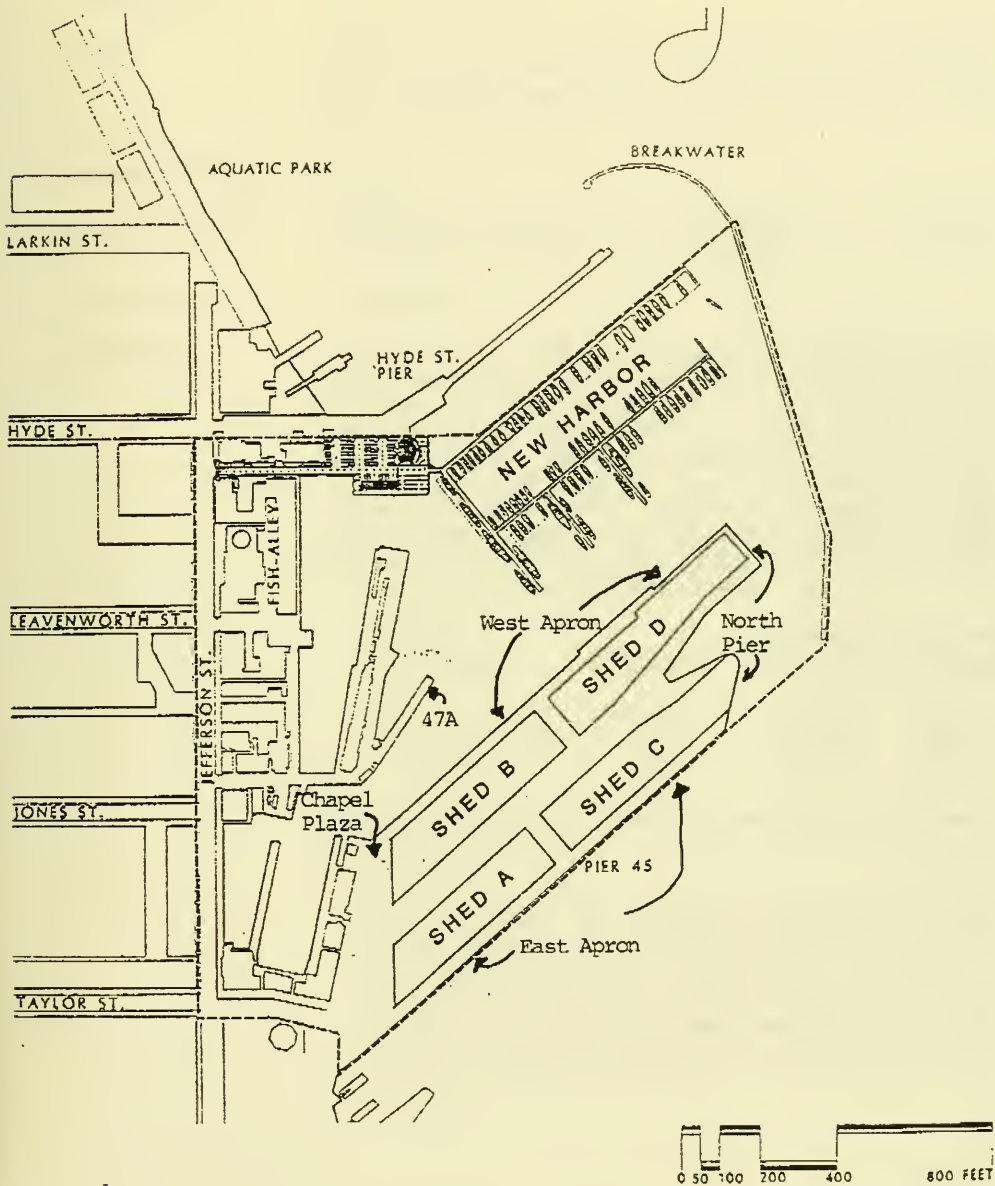 AQUATIC PARK
BREAKWATER
LARKIN ST.
HYDE ST.
PIER
HYDE ST.
NEW HARBOR
FISH ALLEY
LEAVENWORTH ST.
West Apron
SHED D
North
Pier
JEFFERSON ST.
47A
SHED B
SHED C
Chapel
Plaza
JONES ST.
SHED A
PIER 45
East Apron
TAYLOR ST.
0 50 100 200 400 800 FEET